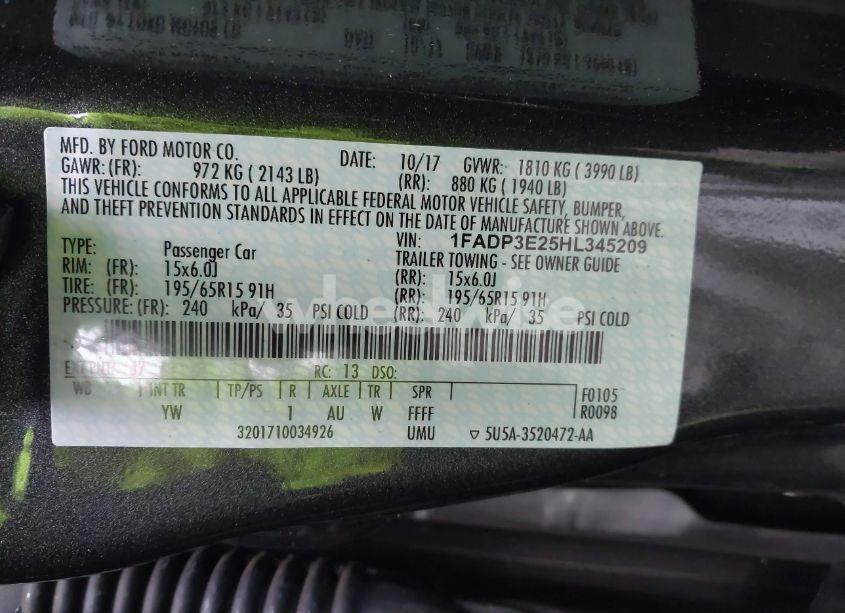 MFD. BY FORD MOTOR CO. DATE: 10/17 GVWR: 1810 KG ( 3990 LB)
GAWR: (FR): 972 KG ( 2143 LB) (RR): 880 KG ( 1940 LB)
THIS VEHICLE CONFORMS TO ALL APPLICABLE FEDERAL MOTOR VEHICLE SAFETY, BUMPER,
AND THEFT PREVENTION STANDARDS IN EFFECT ON THE DATE OF MANUFACTURE SHOWN ABOVE.
VIN: 1FADP3E25HL345209
TYPE: Passenger Car TRAILER TOWING - SEE OWNER GUIDE
RIM: (FR): 15x6.0J (RR): 15x6.0J
TIRE: (FR): 195/65R15 91H (RR): 195/65R15 91H
PRESSURE: (FR): 240 kPa/ 35 PSI COLD (RR): 240 kPa/ 35 PSI COLD
EXT PNT: RC: 13 DSO:
WB INT TR TP/PS R AXLE TR SPR F0105
YW 1 AU W FFFF R0098
3201710034926 UMU 5U5A-3520472-AA